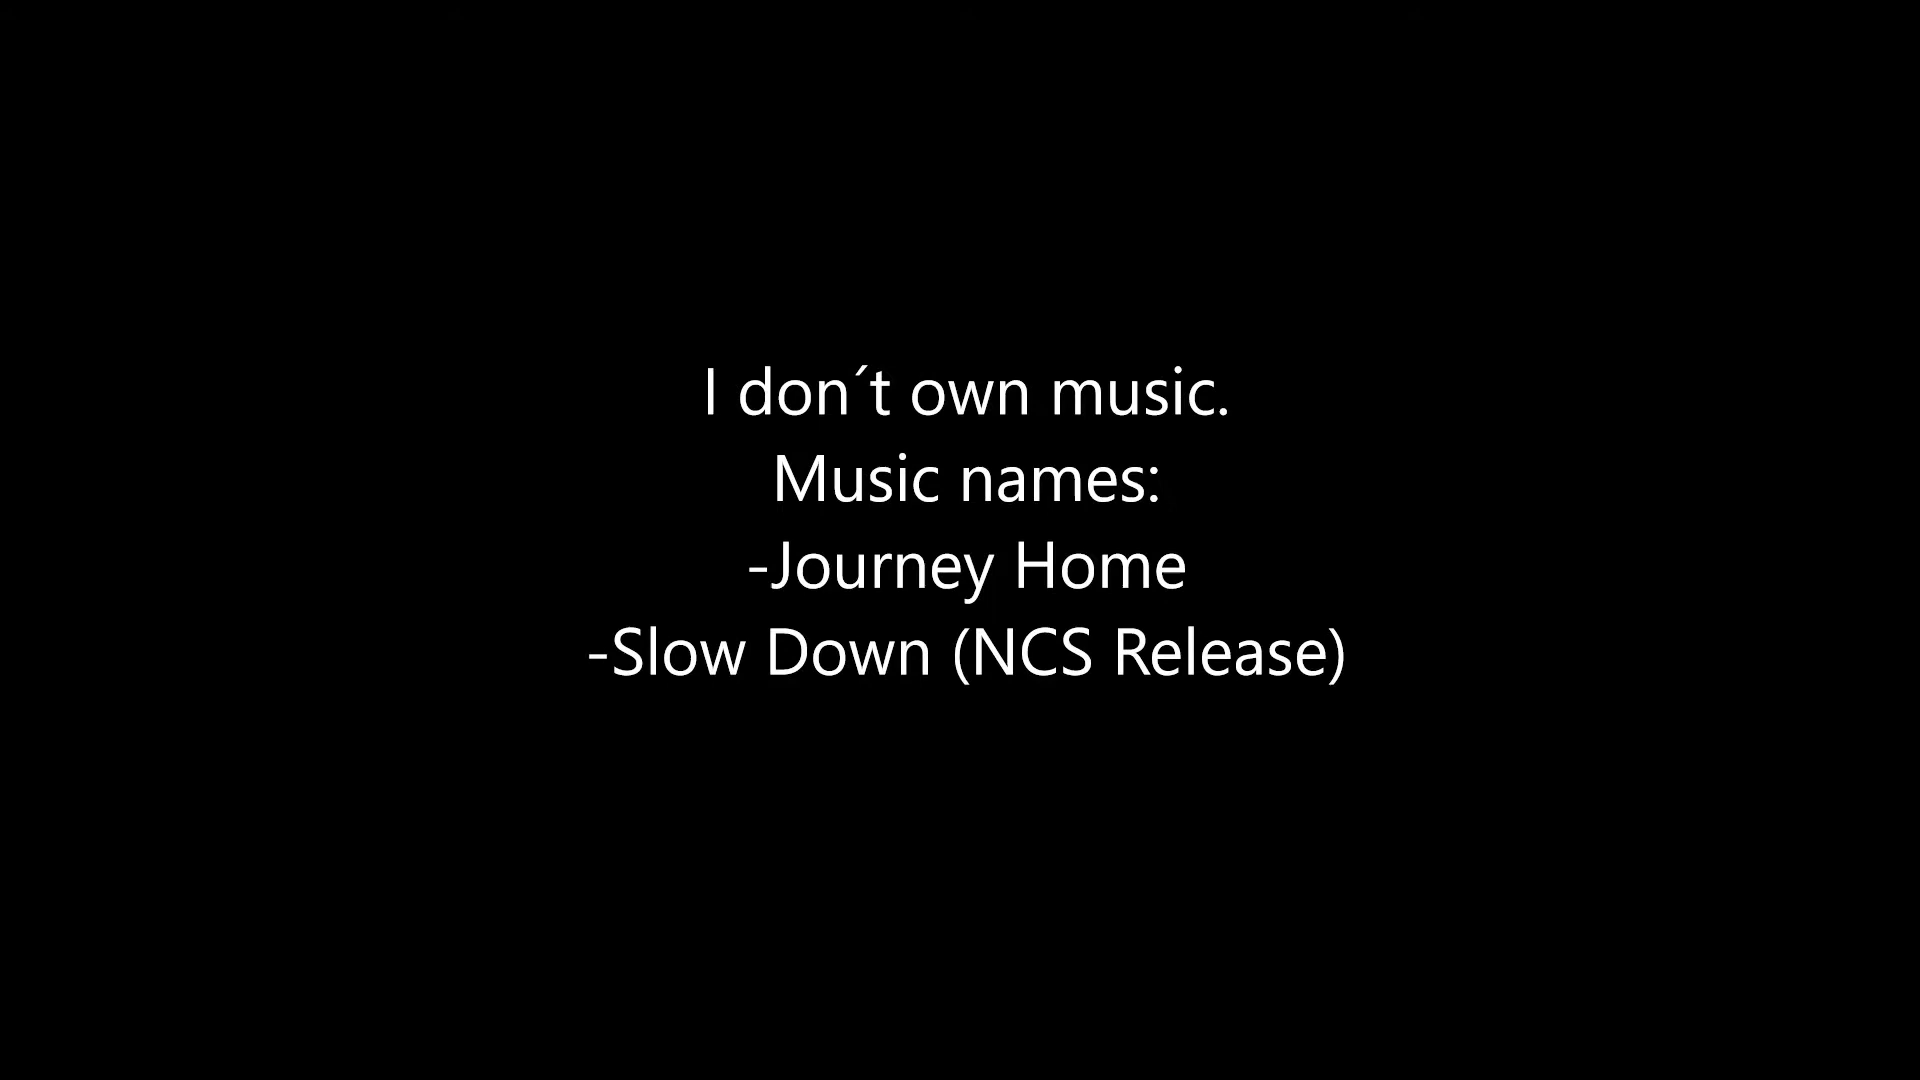 I don´t own music.
Music names:
-Journey Home
-Slow Down (NCS Release)